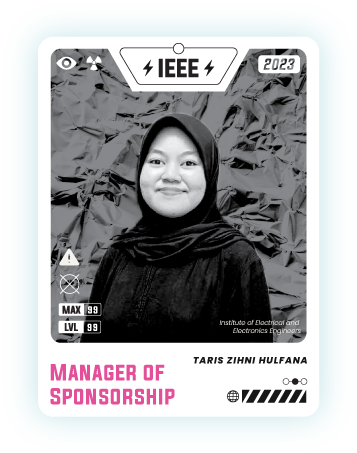 IEEE
2023
MAX 99
LVL 99
Institute of Electrical and
Electronics Engineers
TARIS ZIHNI HULFANA
MANAGER OF
SPONSORSHIP